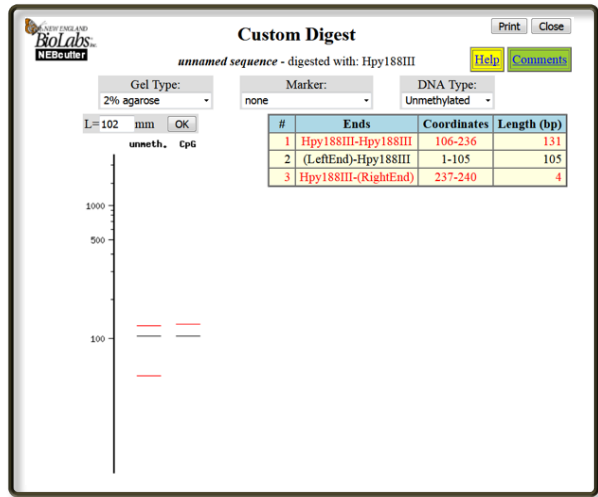 NEW ENGLAND
BioLabs Inc.
NEBcutter
Custom Digest
Print Close
unnamed sequence - digested with: Hpy188III
Help Comments
Gel Type: Marker: DNA Type:
2% agarose none Unmethylated
L= 102 mm OK
# Ends Coordinates Length (bp)
1 Hpy188III-Hpy188III 106-236 131
2 (LeftEnd)-Hpy188III 1-105 105
3 Hpy188III-(RightEnd) 237-240 4
unmeth. CpG
1000
500
100